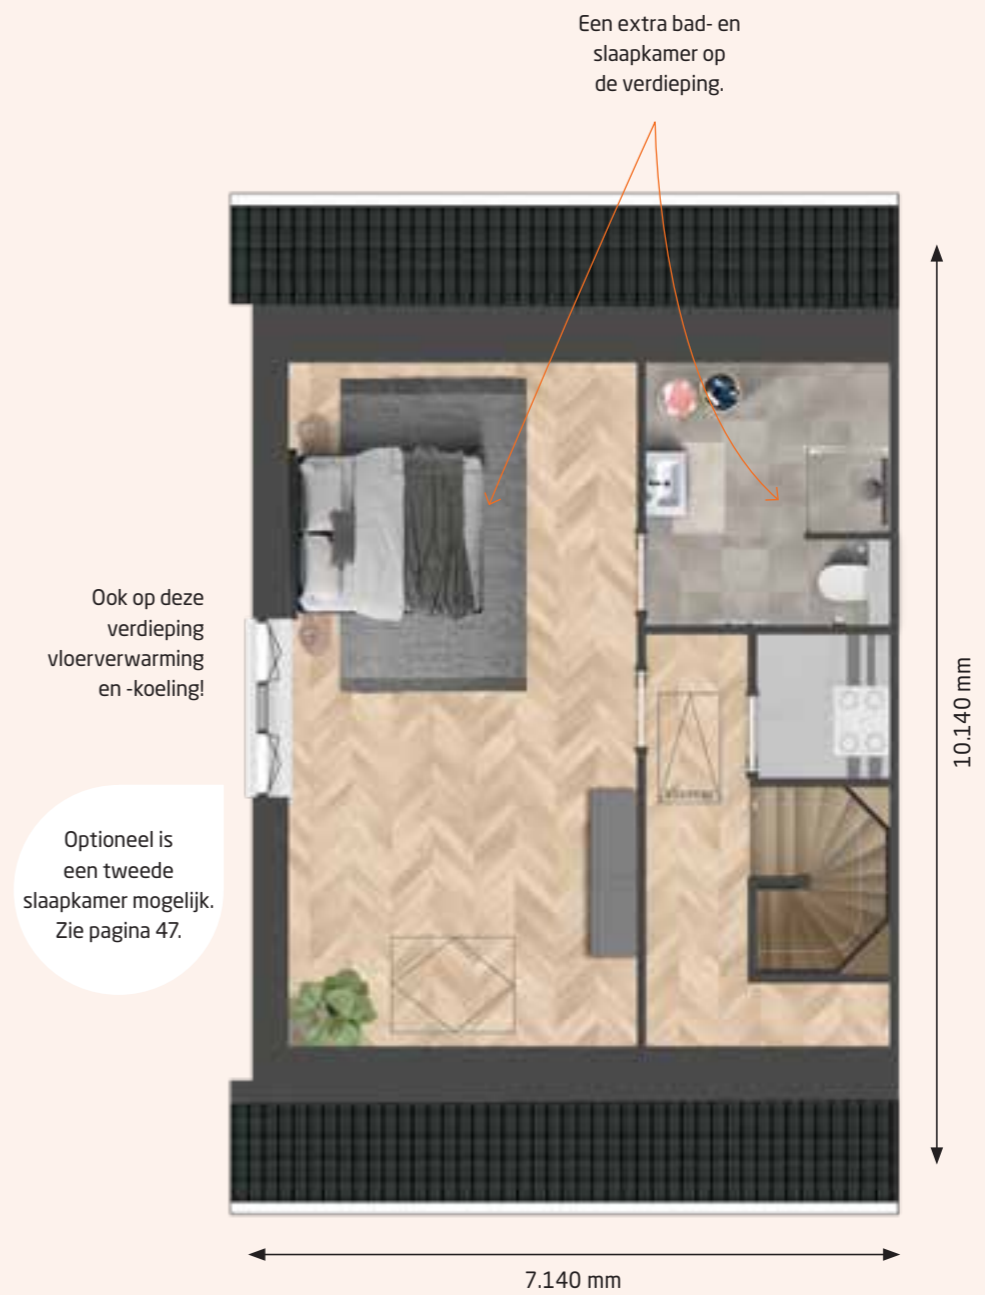 Een extra bad- en
slaapkamer op
de verdieping.
Ook op deze
verdieping
vloerverwarming
en -koeling!
Optioneel is
een tweede
slaapkamer mogelijk.
Zie pagina 47.
10.140 mm
7.140 mm